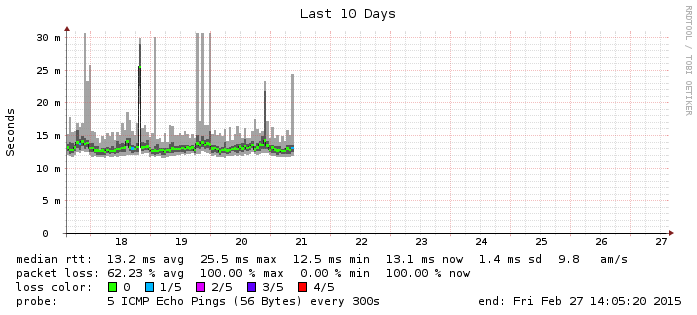 Last 10 Days
RRDTOOL / TOBI OETIKER
Seconds
30 m
25 m
20 m
15 m
10 m
5 m
0
18 19 20 21 22 23 24 25 26 27
median rtt: 13.2 ms avg 25.5 ms max 12.5 ms min 13.1 ms now 1.4 ms sd 9.8 am/s
packet loss: 62.23 % avg 100.00 % max 0.00 % min 100.00 % now
loss color: 0 1/5 2/5 3/5 4/5
probe: 5 ICMP Echo Pings (56 Bytes) every 300s end: Fri Feb 27 14:05:20 2015